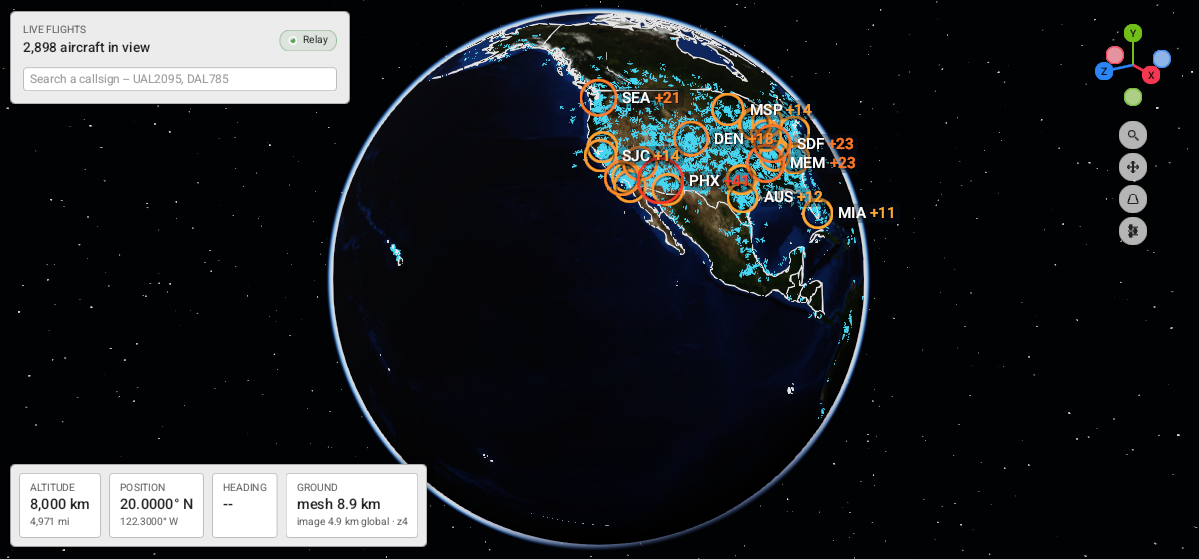 LIVE FLIGHTS
2,898 aircraft in view
Relay
Search a callsign – UAL2095, DAL785
Y
Z
X
SEA +21
MSP +14
DEN +18
SDF +23
SJC +14
MEM +23
PHX
AUS +12
MIA +11
ALTITUDE
8,000 km
4,971 mi
POSITION
20.0000° N
122.3000° W
HEADING
--
GROUND
mesh 8.9 km
image 4.9 km global · z4